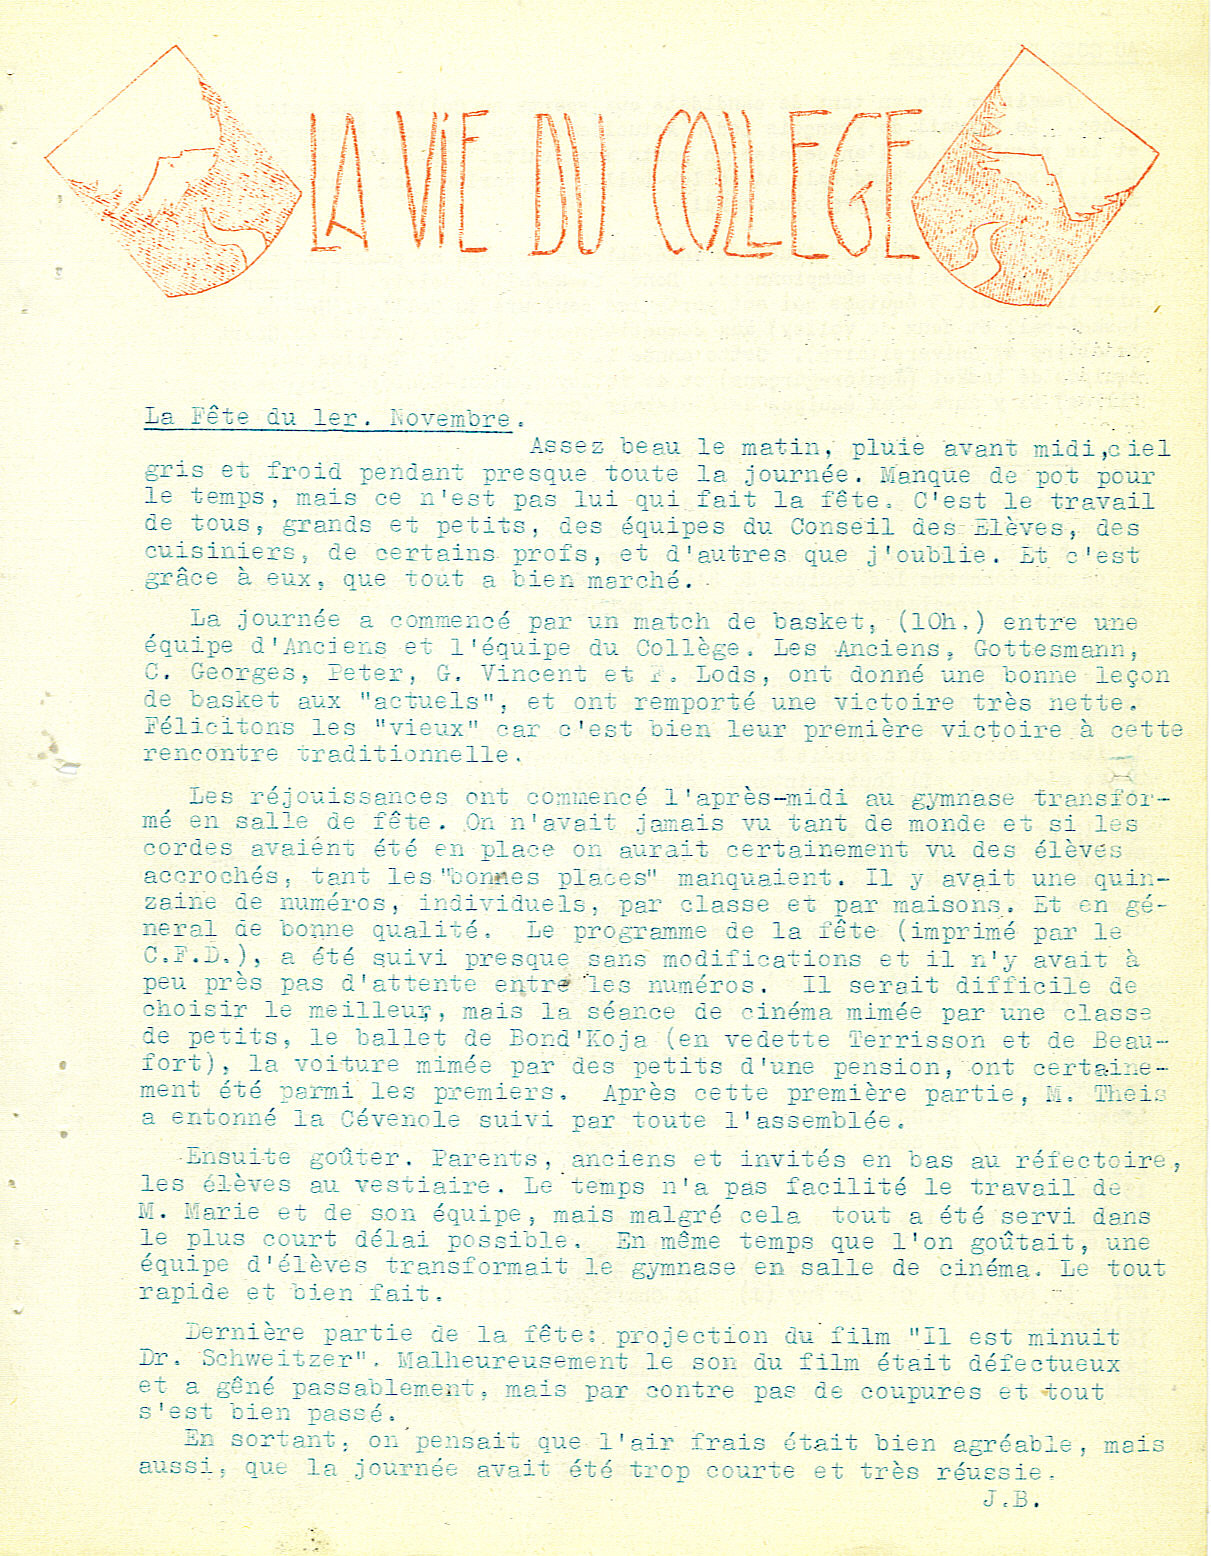 LA VIE DU COLLEGE
La Fête du 1er. Novembre.
Assez beau le matin, pluie avant midi,ciel
gris et froid pendant presque toute la journée. Manque de pot pour
le temps, mais ce n'est pas lui qui fait la fête. C'est le travail
de tous, grands et petits, des équipes du Conseil des Elèves, des
cuisiniers, de certains profs, et d'autres que j'oublie. Et c'est
grâce à eux, que tout a bien marché.
La journée a commencé par un match de basket, (10h.) entre une
équipe d'Anciens et l'équipe du Collège. Les Anciens, Gottesmann,
C. Georges, Peter, G. Vincent et F. Lods, ont donné une bonne leçon
de basket aux "actuels", et ont remporté une victoire très nette.
Félicitons les "vieux" car c'est bien leur première victoire à cette
rencontre traditionnelle.
Les réjouissances ont commencé l'après-midi au gymnase transfor-
mé en salle de fête. On n'avait jamais vu tant de monde et si les
cordes avaient été en place on aurait certainement vu des élèves
accrochés, tant les "bonnes places" manquaient. Il y avait une quin-
zaine de numéros, individuels, par classe et par maisons. Et en gé-
neral de bonne qualité. Le programme de la fête (imprimé par le
C.F.D.), a été suivi presque sans modifications et il n'y avait à
peu près pas d'attente entre les numéros. Il serait difficile de
choisir le meilleur, mais la séance de cinéma mimée par une classe
de petits, le ballet de Bond'Koja (en vedette Terrisson et de Beau-
fort), la voiture mimée par des petits d'une pension, ont certaine-
ment été parmi les premiers. Après cette première partie, M. Theis
a entonné la Cévenole suivi par toute l'assemblée.
Ensuite goûter. Parents, anciens et invités en bas au réfectoire,
les élèves au vestiaire. Le temps n'a pas facilité le travail de
M. Marie et de son équipe, mais malgré cela tout a été servi dans
le plus court délai possible. En même temps que l'on goûtait, une
équipe d'élèves transformait le gymnase en salle de cinéma. Le tout
rapide et bien fait.
Dernière partie de la fête: projection du film "Il est minuit
Dr. Schweitzer". Malheureusement le son du film était défectueux
et a gêné passablement, mais par contre pas de coupures et tout
s'est bien passé.
En sortant, on pensait que l'air frais était bien agréable, mais
aussi, que la journée avait été trop courte et très réussie.
J.B.